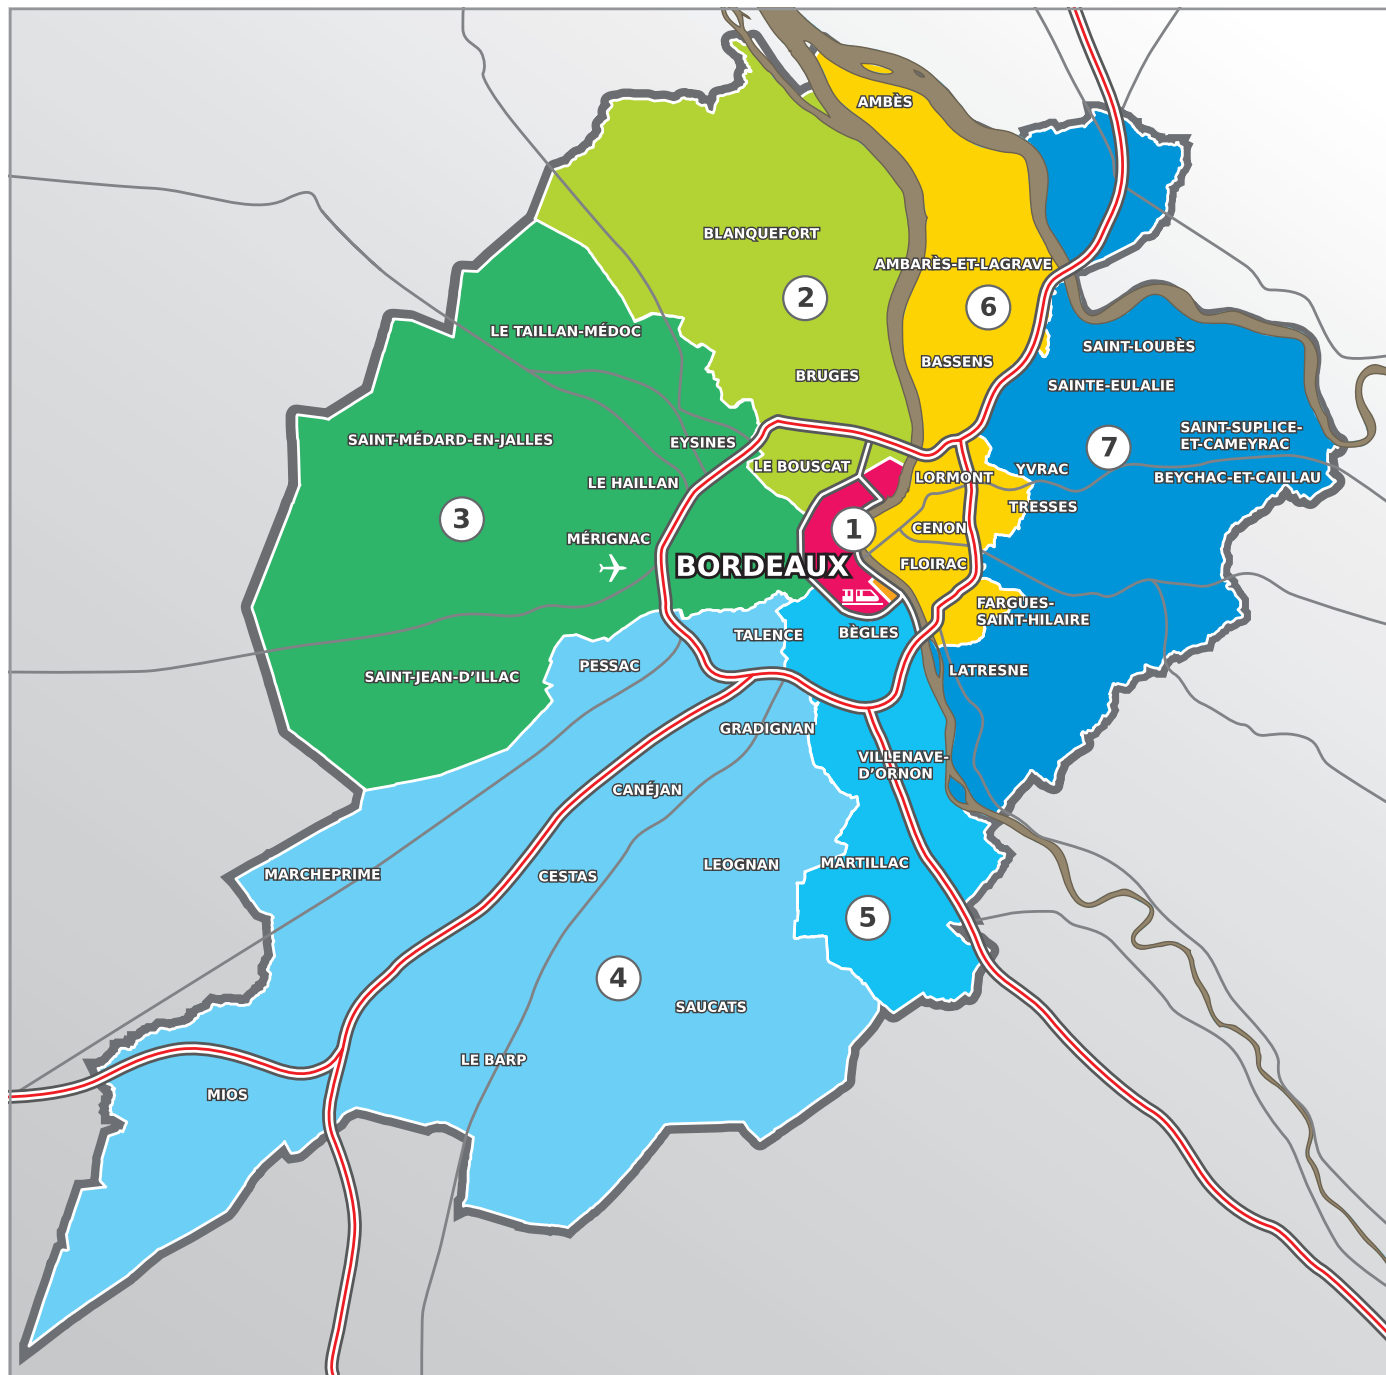 AMBÈS
BLANQUEFORT
AMBARÈS-ET-LAGRAVE
2
6
LE TAILLAN-MÉDOC
SAINT-LOUBÈS
BASSENS
BRUGES
SAINTE-EULALIE
SAINT-SUPLICE-
ET-CAMEYRAC
SAINT-MÉDARD-EN-JALLES
EYSINES
7
LE BOUSCAT
YVRAC
LORMONT
BEYCHAC-ET-CAILLAU
LE HAILLAN
TRESSES
3
1
CENON
MÉRIGNAC
BORDEAUX
FLOIRAC
FARGUES-
SAINT-HILAIRE
TALENCE
BÈGLES
PESSAC
LATRESNE
SAINT-JEAN-D'ILLAC
GRADIGNAN
VILLENAVE-
D'ORNON
CANÉJAN
MARTILLAC
LEOGNAN
MARCHEPRIME
CESTAS
5
4
SAUCATS
LE BARP
MIOS